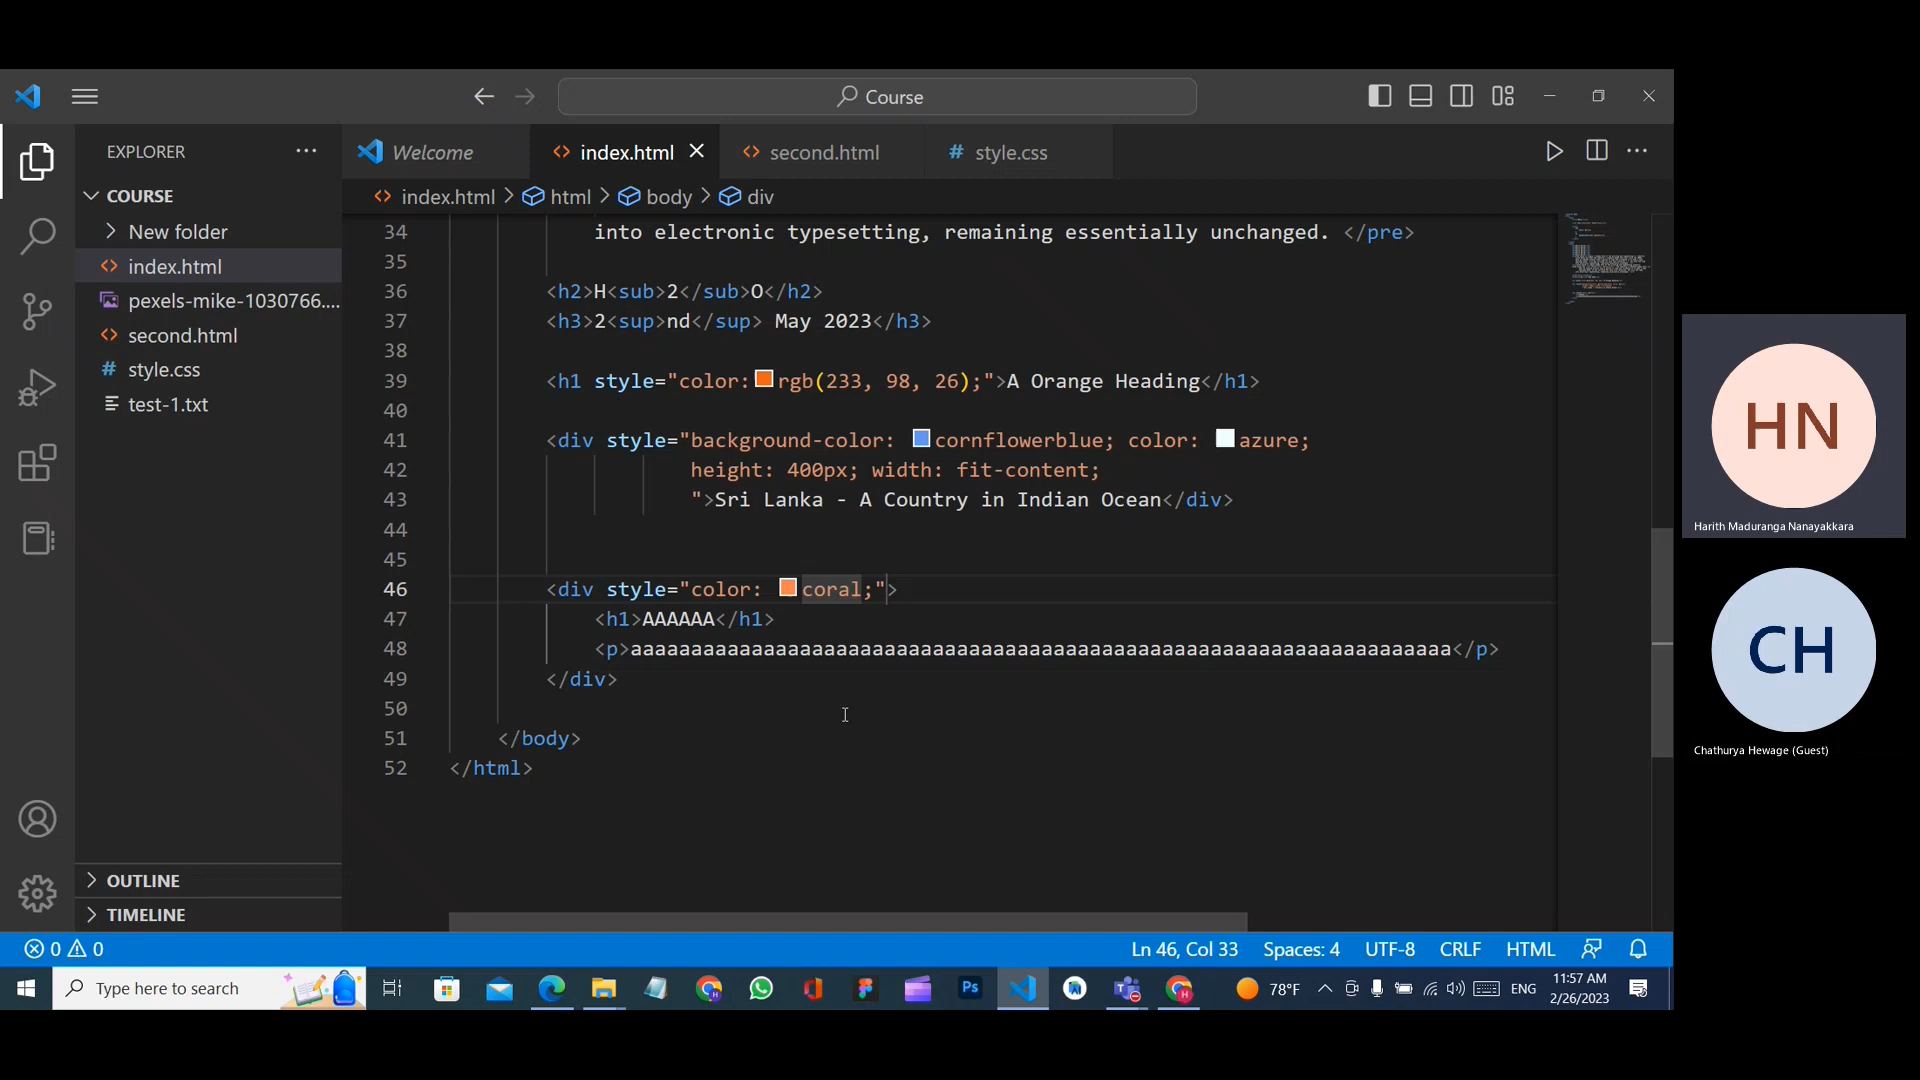 Course
EXPLORER
Welcome
index.html
second.html
# style.css
COURSE
index.html > html > body > div
New folder
index.html
pexels-mike-1030766....
second.html
# style.css
test-1.txt
OUTLINE
TIMELINE
34 into electronic typesetting, remaining essentially unchanged. </pre>
35
36 <h2>H<sub>2</sub>O</h2>
37 <h3>2<sup>nd</sup> May 2023</h3>
38
39 <h1 style="color:rgb(233, 98, 26);">A Orange Heading</h1>
40
41 <div style="background-color: cornflowerblue; color: azure;
42 height: 400px; width: fit-content;
43 ">Sri Lanka - A Country in Indian Ocean</div>
44
45
46 <div style="color: coral;">
47 <h1>AAAAAA</h1>
48 <p>aaaaaaaaaaaaaaaaaaaaaaaaaaaaaaaaaaaaaaaaaaaaaaaaaaaaaaaaaaaaaaaaaaaa</p>
49 </div>
50
51 </body>
52 </html>
HN
Harith Maduranga Nanayakkara
CH
Chathurya Hewage (Guest)
0 0
Ln 46, Col 33
Spaces: 4
UTF-8
CRLF
HTML
Type here to search
Ps
78°F
ENG
11:57 AM
2/26/2023